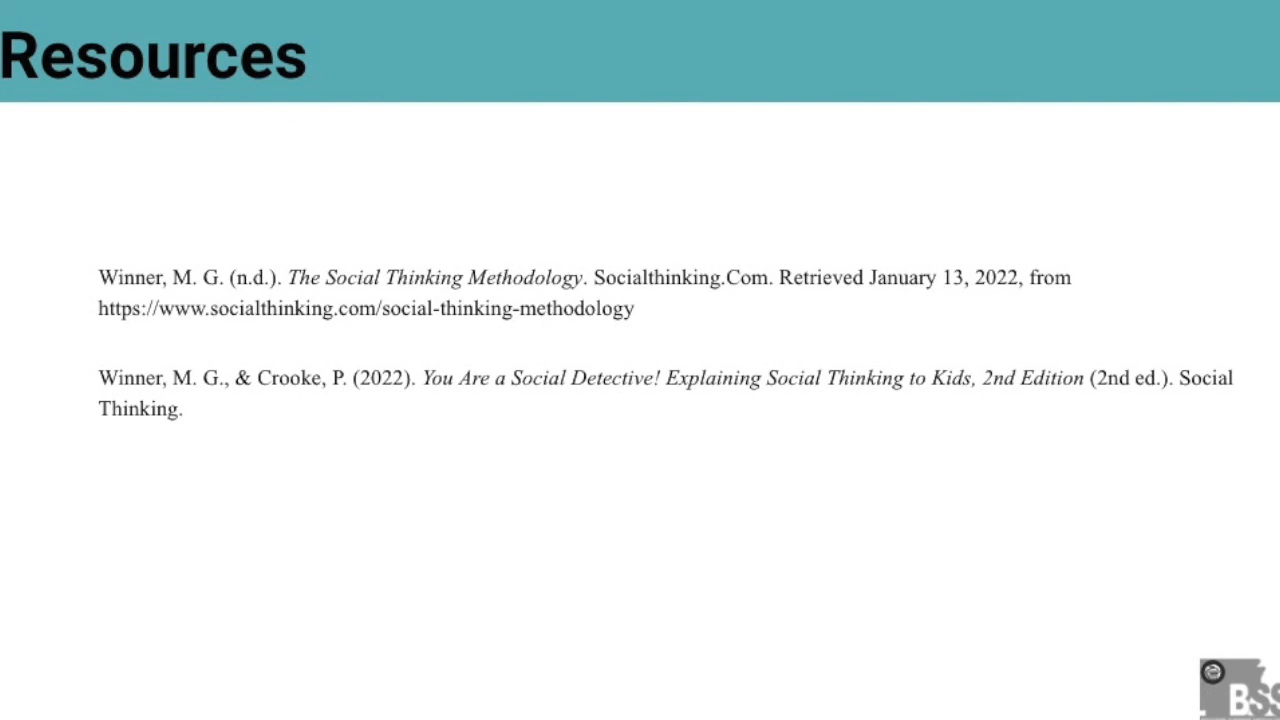 Resources
Winner, M. G. (n.d.). The Social Thinking Methodology. Socialthinking.Com. Retrieved January 13, 2022, from
https://www.socialthinking.com/social-thinking-methodology
Winner, M. G., & Crooke, P. (2022). You Are a Social Detective! Explaining Social Thinking to Kids, 2nd Edition (2nd ed.). Social
Thinking.
BSS